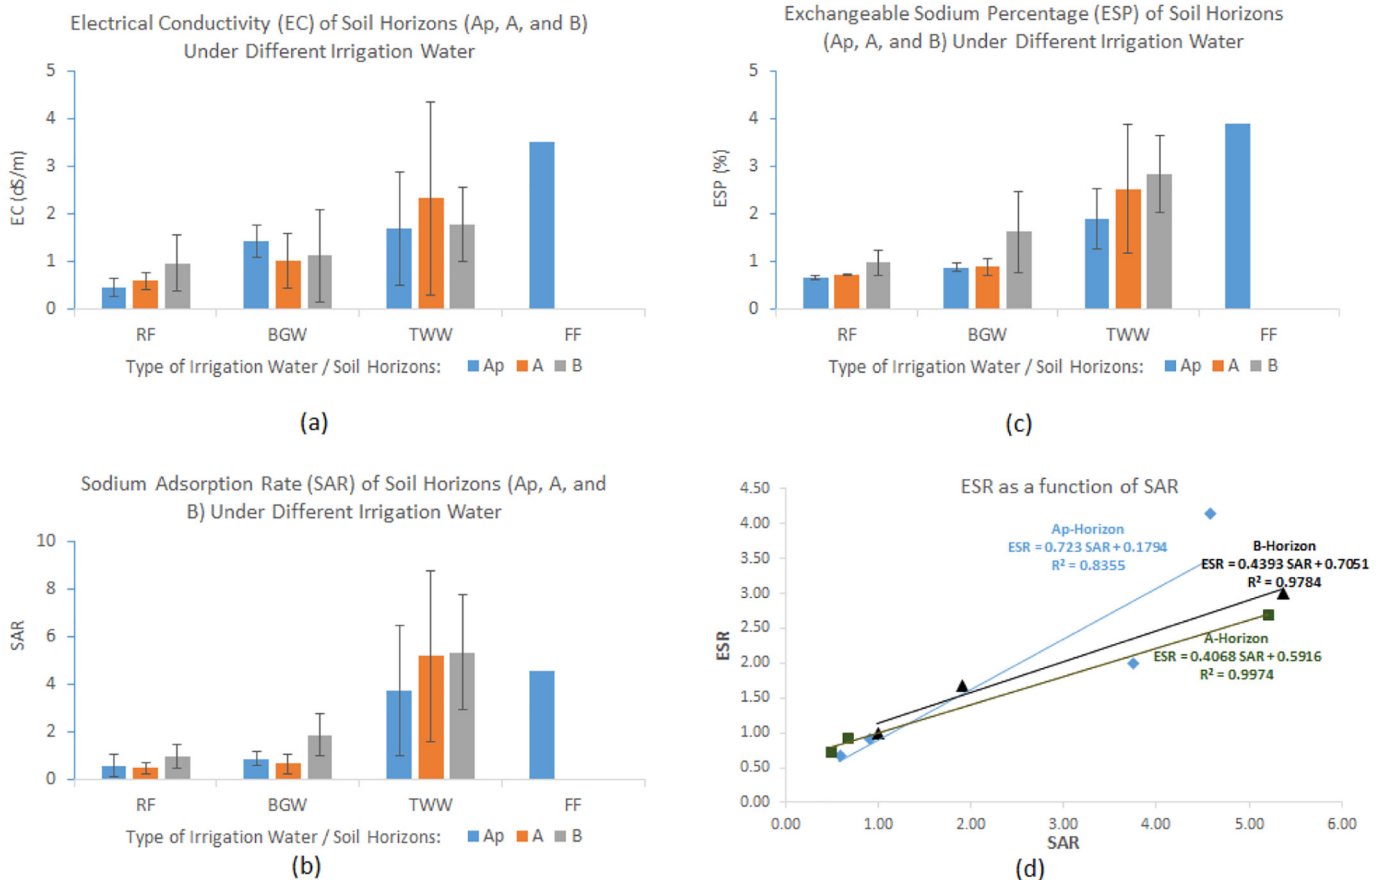 Electrical Conductivity (EC) of Soil Horizons (Ap, A, and B)
Under Different Irrigation Water
5
4
3
2
1
0
EC (dS/m)
RF BGW TWW FF
Type of Irrigation Water / Soil Horizons: Ap A B
(a)
Exchangeable Sodium Percentage (ESP) of Soil Horizons
(Ap, A, and B) Under Different Irrigation Water
5
4
3
2
1
0
ESP (%)
RF BGW TWW FF
Type of Irrigation Water / Soil Horizons: Ap A B
(c)
Sodium Adsorption Rate (SAR) of Soil Horizons (Ap, A, and
B) Under Different Irrigation Water
10
8
6
4
2
0
SAR
RF BGW TWW FF
Type of Irrigation Water / Soil Horizons: Ap A B
(b)
ESR as a function of SAR
4.50
4.00
3.50
3.00
2.50
2.00
1.50
1.00
0.50
0.00
ESR
Ap-Horizon
ESR = 0.723 SAR + 0.1794
R² = 0.8355
B-Horizon
ESR = 0.4393 SAR + 0.7051
R² = 0.9784
A-Horizon
ESR = 0.4068 SAR + 0.5916
R² = 0.9974
0.00 1.00 2.00 3.00 4.00 5.00 6.00
SAR
(d)